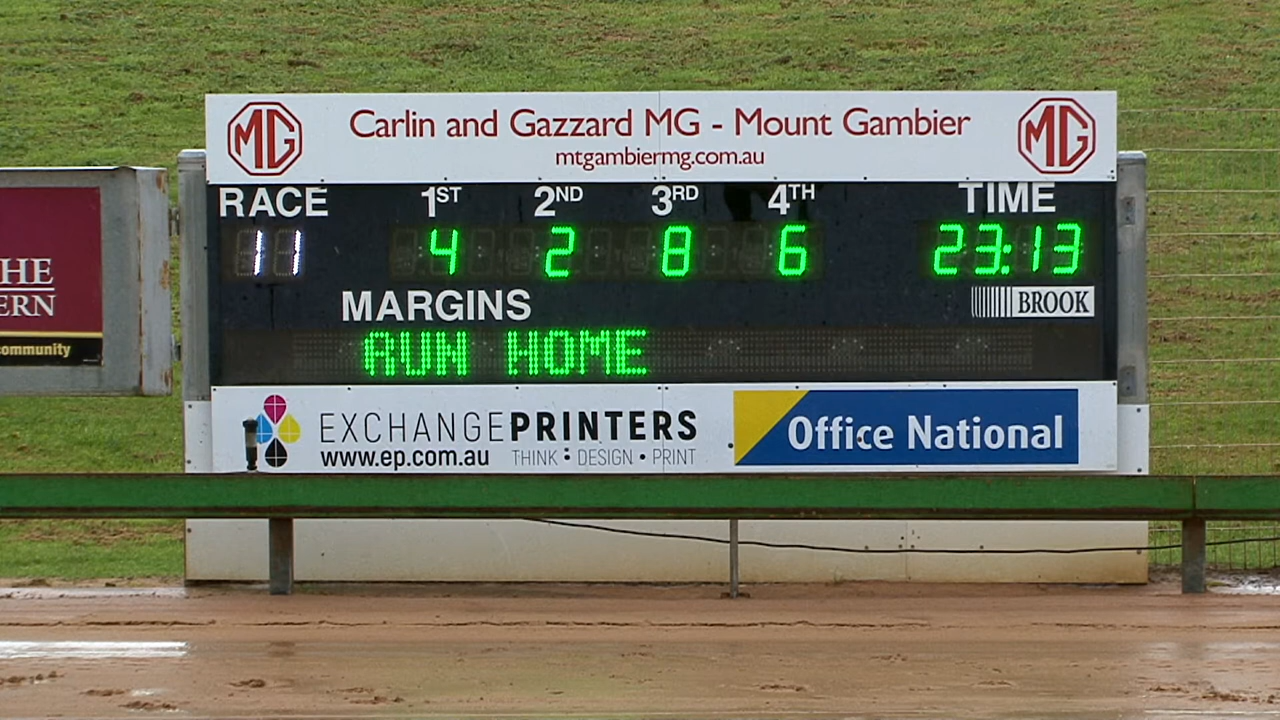 MG Carlin and Gazzard MG - Mount Gambier MG
mtgambiermg.com.au
RACE 1ST 2ND 3RD 4TH TIME
11 4 2 8 6 23:13
MARGINS BROOK
RUN HOME
EXCHANGEPRINTERS
www.ep.com.au THINK • DESIGN • PRINT
Office National
HE
ERN
community